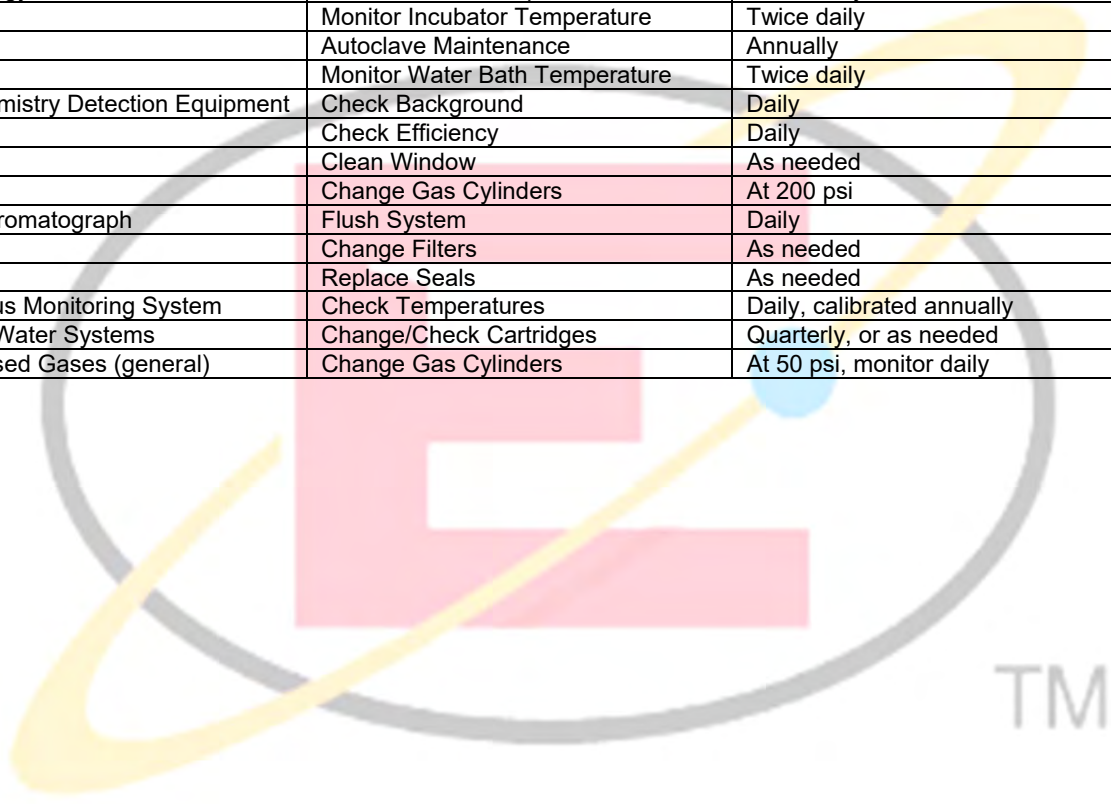 Monitor Incubator Temperature Twice daily
Autoclave Maintenance Annually
Monitor Water Bath Temperature Twice daily
mistry Detection Equipment Check Background Daily
Check Efficiency Daily
Clean Window As needed
Change Gas Cylinders At 200 psi
romatograph Flush System Daily
Change Filters As needed
Replace Seals As needed
us Monitoring System Check Temperatures Daily, calibrated annually
Water Systems Change/Check Cartridges Quarterly, or as needed
sed Gases (general) Change Gas Cylinders At 50 psi, monitor daily
E
TM